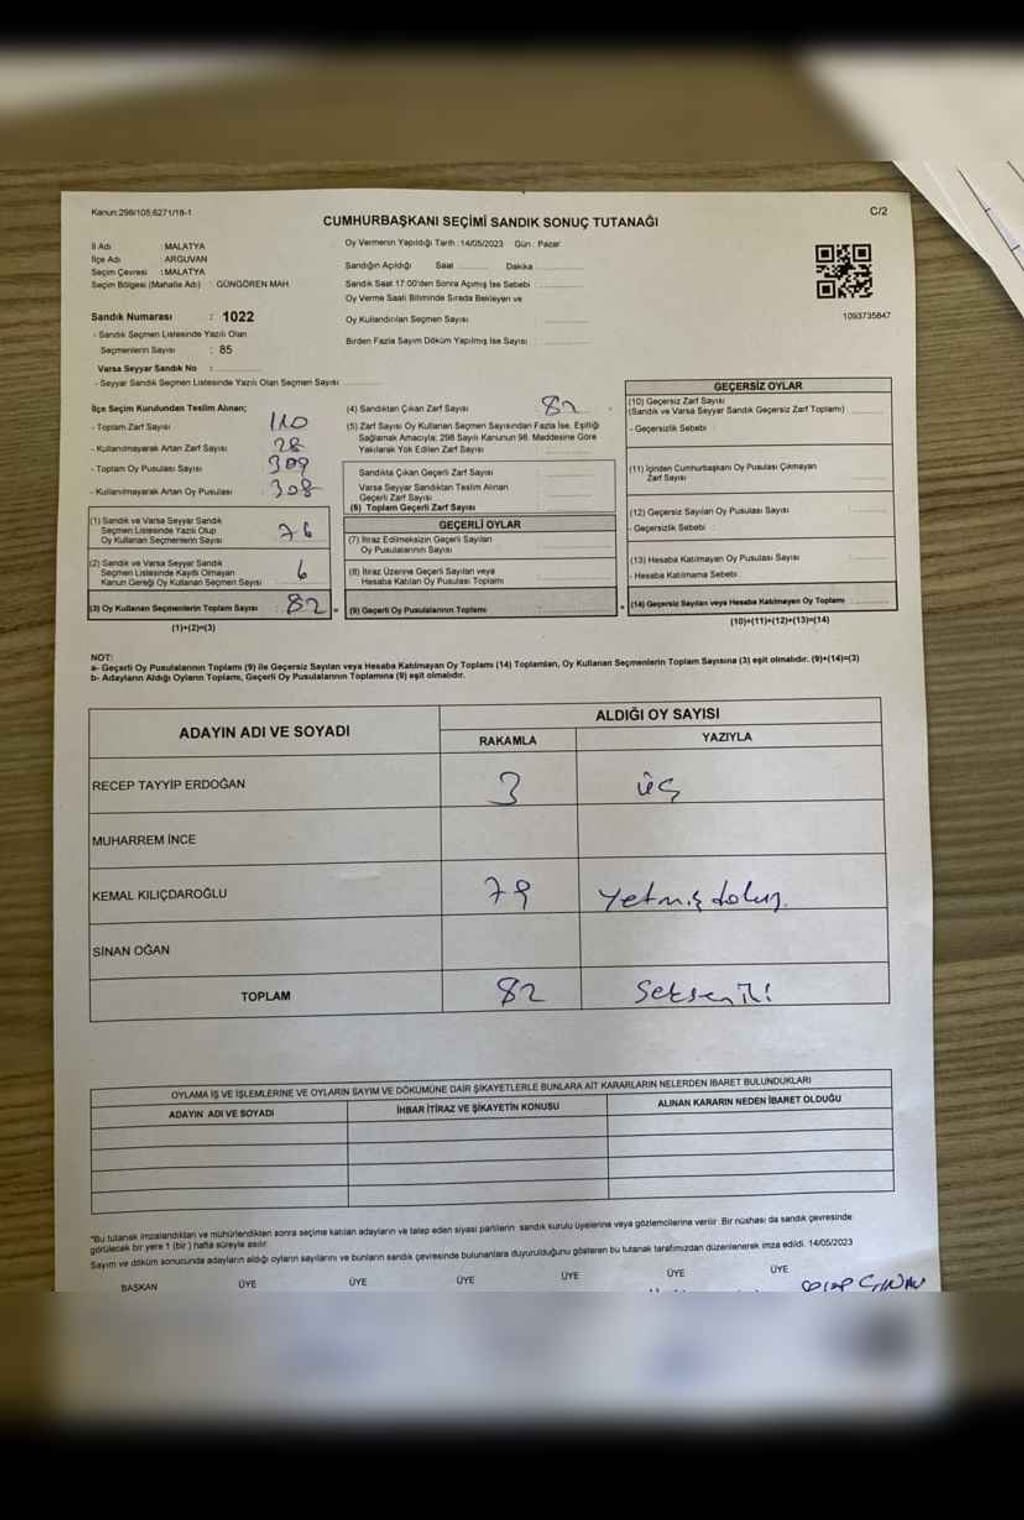 Kanun:298/105,6271/18-1
C/2
CUMHURBAŞKANI SEÇİMİ SANDIK SONUÇ TUTANAĞI
İl Adı : MALATYA
İlçe Adı : ARGUVAN
Seçim Çevresi : MALATYA
Seçim Bölgesi (Mahalle Adı) : GÜNGÖREN MAH.
Sandık Numarası : 1022
- Sandık Seçmen Listesinde Yazılı Olan
Seçmenlerin Sayısı : 85
Varsa Seyyar Sandık No :
- Seyyar Sandık Seçmen Listesinde Yazılı Olan Seçmen Sayısı
Oy Vermenin Yapıldığı Tarih : 14/05/2023 Gün : Pazar
Sandığın Açıldığı Saat Dakika
Sandık Saat 17.00'den Sonra Açımış İse Sebebi :
Oy Verme Saati Bitiminde Sırada Bekleyen ve
Oy Kullandırılan Seçmen Sayısı
Birden Fazla Sayım Döküm Yapılmış İse Sayısı :
1093735847
İlçe Seçim Kurulundan Teslim Alınan;
- Toplam Zarf Sayısı : 110
- Kullanılmayarak Artan Zarf Sayısı : 28
- Toplam Oy Pusulası Sayısı : 309
- Kullanılmayarak Artan Oy Pusulası : 308
(1) Sandık ve Varsa Seyyar Sandık
Seçmen Listesinde Yazılı Olup
Oy Kullanan Seçmenlerin Sayısı : 76
(2) Sandık ve Varsa Seyyar Sandık
Seçmen Listesinde Kayıtlı Olmayan
Kanun Gereği Oy Kullanan Seçmen Sayısı : 6
(3) Oy Kullanan Seçmenlerin Toplam Sayısı : 82
(1)+(2)=(3)
(4) Sandıktan Çıkan Zarf Sayısı : 82
(5) Zarf Sayısı Oy Kullanan Seçmen Sayısından Fazla İse, Eşitliği
Sağlamak Amacıyla, 298 Sayılı Kanunun 98. Maddesine Göre
Yakılarak Yok Edilen Zarf Sayısı
Sandıkta Çıkan Geçerli Zarf Sayısı
Varsa Seyyar Sandıktan Teslim Alınan
Geçerli Zarf Sayısı
(6) Toplam Geçerli Zarf Sayısı
GEÇERLİ OYLAR
(7) İtiraz Edilmeksizin Geçerli Sayılan
Oy Pusulalarının Sayısı
(8) İtiraz Üzerine Geçerli Sayılan veya
Hesaba Katılan Oy Pusulası Toplamı
(9) Geçerli Oy Pusulalarının Toplamı
GEÇERSİZ OYLAR
(10) Geçersiz Zarf Sayısı
(Sandık ve Varsa Seyyar Sandık Geçersiz Zarf Toplamı)
- Geçersizlik Sebebi :
(11) İçinden Cumhurbaşkanı Oy Pusulası Çıkmayan
Zarf Sayısı
(12) Geçersiz Sayılan Oy Pusulası Sayısı
- Geçersizlik Sebebi :
(13) Hesaba Katılmayan Oy Pusulası Sayısı
- Hesaba Katılmama Sebebi :
(14) Geçersiz Sayılan veya Hesaba Katılmayan Oy Toplamı
(10)+(11)+(12)+(13)=(14)
NOT:
a- Geçerli Oy Pusulalarının Toplamı (9) ile Geçersiz Sayılan veya Hesaba Katılmayan Oy Toplamı (14) Toplamları, Oy Kullanan Seçmenlerin Toplam Sayısına (3) eşit olmalıdır. (9)+(14)=(3)
b- Adayların Aldığı Oyların Toplamı, Geçerli Oy Pusulalarının Toplamına (9) eşit olmalıdır.
ADAYIN ADI VE SOYADI
ALDIĞI OY SAYISI
RAKAMLA YAZIYLA
RECEP TAYYİP ERDOĞAN 3 üç
MUHARREM İNCE
KEMAL KILIÇDAROĞLU 79 Yetmiş dokuz
SİNAN OĞAN
TOPLAM 82 Seksen iki
OYLAMA İŞ VE İŞLEMLERİNE VE OYLARIN SAYIM VE DÖKÜMÜNE DAİR ŞİKAYETLERLE BUNLARA AİT KARARLARIN NELERDEN İBARET BULUNDUKLARI
ADAYIN ADI VE SOYADI İHBAR İTİRAZ VE ŞİKAYETİN KONUSU ALINAN KARARIN NEDEN İBARET OLDUĞU
"Bu tutanak imzalandıktan ve mühürlendikten sonra seçime katılan adayların ve talep eden siyasi partilerin sandık kurulu üyelerine veya gözlemcilerine verilir. Bir nüshası da sandık çevresinde
görülecek bir yere 1 (bir) hafta süreyle asılır.
Sayım ve döküm sonucunda adayların aldığı oyların sayılarını ve bunların sandık çevresinde bulunanlara duyurulduğunu gösteren bu tutanak tarafımızdan düzenlenerek imza edildi. 14/05/2023
BAŞKAN ÜYE ÜYE ÜYE ÜYE ÜYE ÜYE